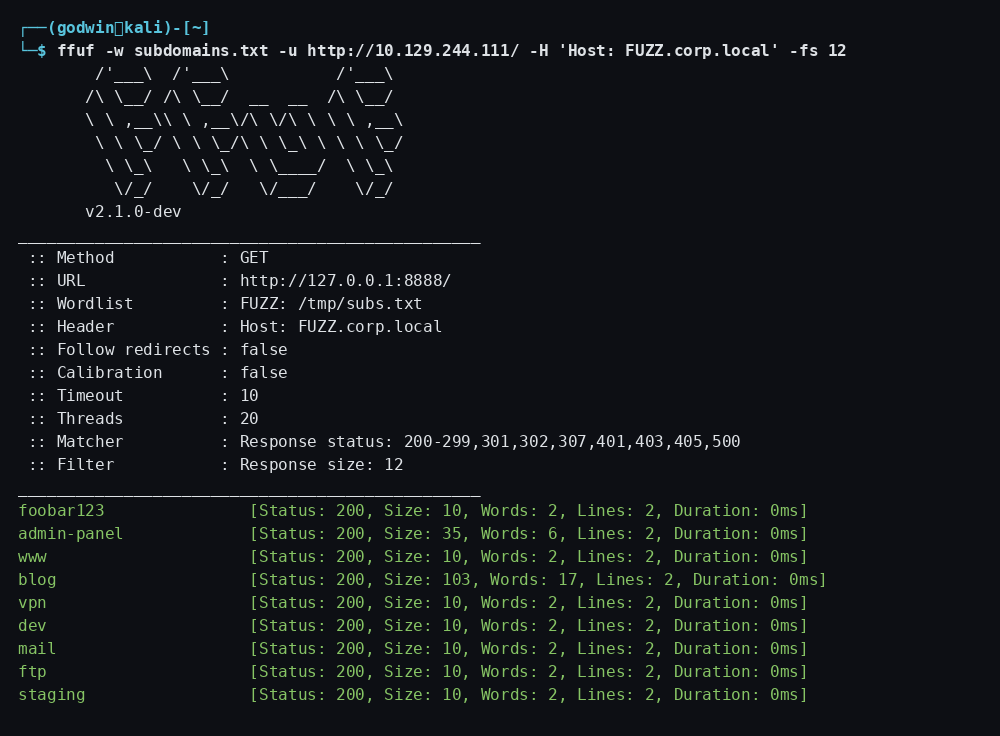 ┌──(godwin㉿kali)-[~]
└─$ ffuf -w subdomains.txt -u http://10.129.244.111/ -H 'Host: FUZZ.corp.local' -fs 12
        /'___\  /'___\           /'___\
       /\ \__/ /\ \__/  __  __  /\ \__/
       \ \ ,__\\ \ ,__\/\ \/\ \ \ \ ,__\
        \ \ \_/ \ \ \_/\ \ \_\ \ \ \ \_/
         \ \_\   \ \_\  \ \____/  \ \_\
          \/_/    \/_/   \/___/    \/_/
       v2.1.0-dev
________________________________________________
 :: Method           : GET
 :: URL              : http://127.0.0.1:8888/
 :: Wordlist         : FUZZ: /tmp/subs.txt
 :: Header           : Host: FUZZ.corp.local
 :: Follow redirects : false
 :: Calibration      : false
 :: Timeout          : 10
 :: Threads          : 20
 :: Matcher          : Response status: 200-299,301,302,307,401,403,405,500
 :: Filter           : Response size: 12
________________________________________________
foobar123               [Status: 200, Size: 10, Words: 2, Lines: 2, Duration: 0ms]
admin-panel             [Status: 200, Size: 35, Words: 6, Lines: 2, Duration: 0ms]
www                     [Status: 200, Size: 10, Words: 2, Lines: 2, Duration: 0ms]
blog                    [Status: 200, Size: 103, Words: 17, Lines: 2, Duration: 0ms]
vpn                     [Status: 200, Size: 10, Words: 2, Lines: 2, Duration: 0ms]
dev                     [Status: 200, Size: 10, Words: 2, Lines: 2, Duration: 0ms]
mail                    [Status: 200, Size: 10, Words: 2, Lines: 2, Duration: 0ms]
ftp                     [Status: 200, Size: 10, Words: 2, Lines: 2, Duration: 0ms]
staging                 [Status: 200, Size: 10, Words: 2, Lines: 2, Duration: 0ms]